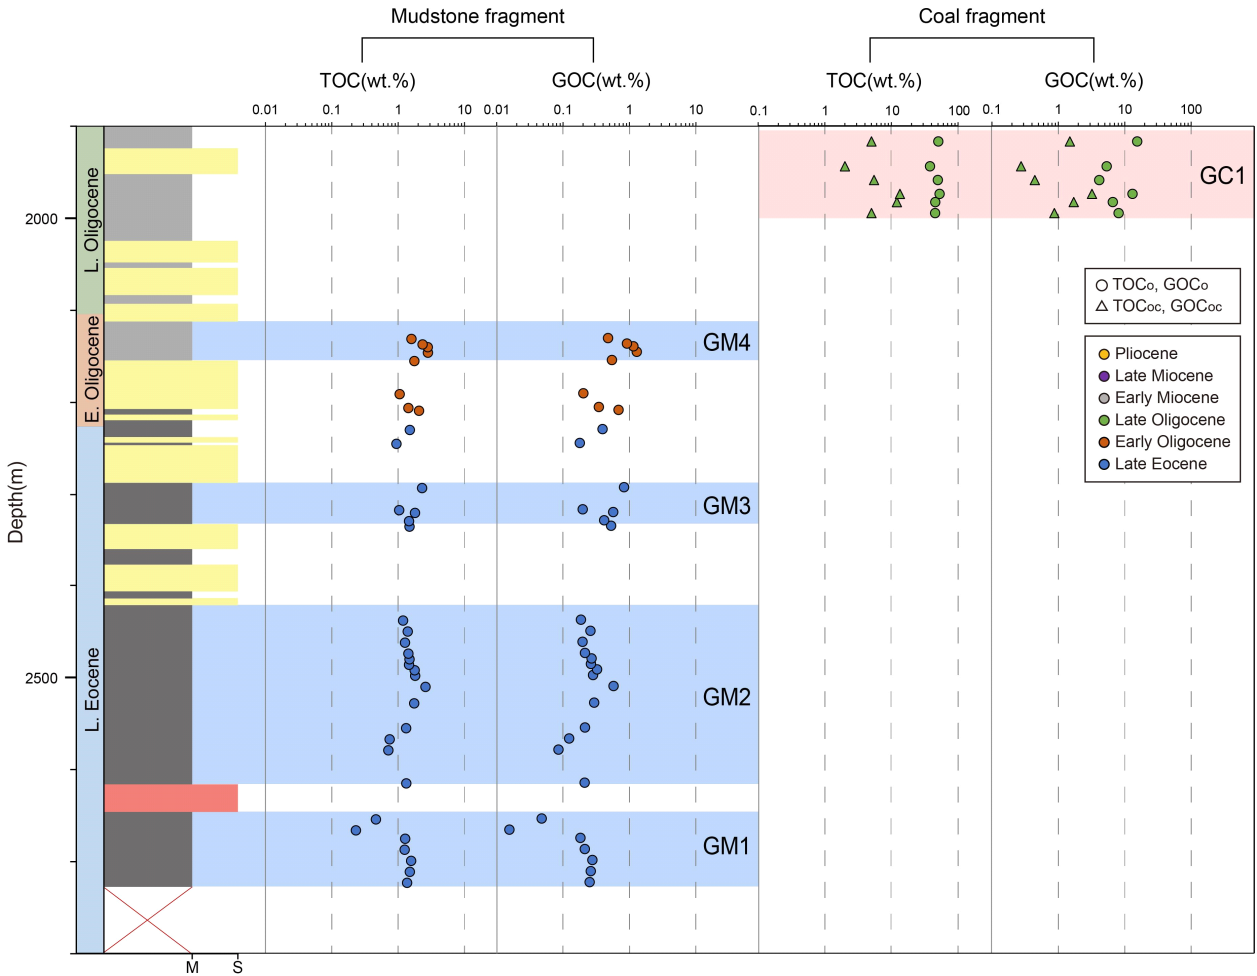 Mudstone fragment Coal fragment
TOC(wt.%) GOC(wt.%) TOC(wt.%) GOC(wt.%)
0.01 0.1 1 10 0.01 0.1 1 10 0.1 1 10 100 0.1 1 10 100
GC1
L. Oligocene
2000
TOCo, GOCo
TOCoc, GOCoc
GM4
E. Oligocene
Pliocene
Late Miocene
Early Miocene
Late Oligocene
Early Oligocene
Late Eocene
Depth(m)
GM3
L. Eocene
2500
GM2
GM1
M S